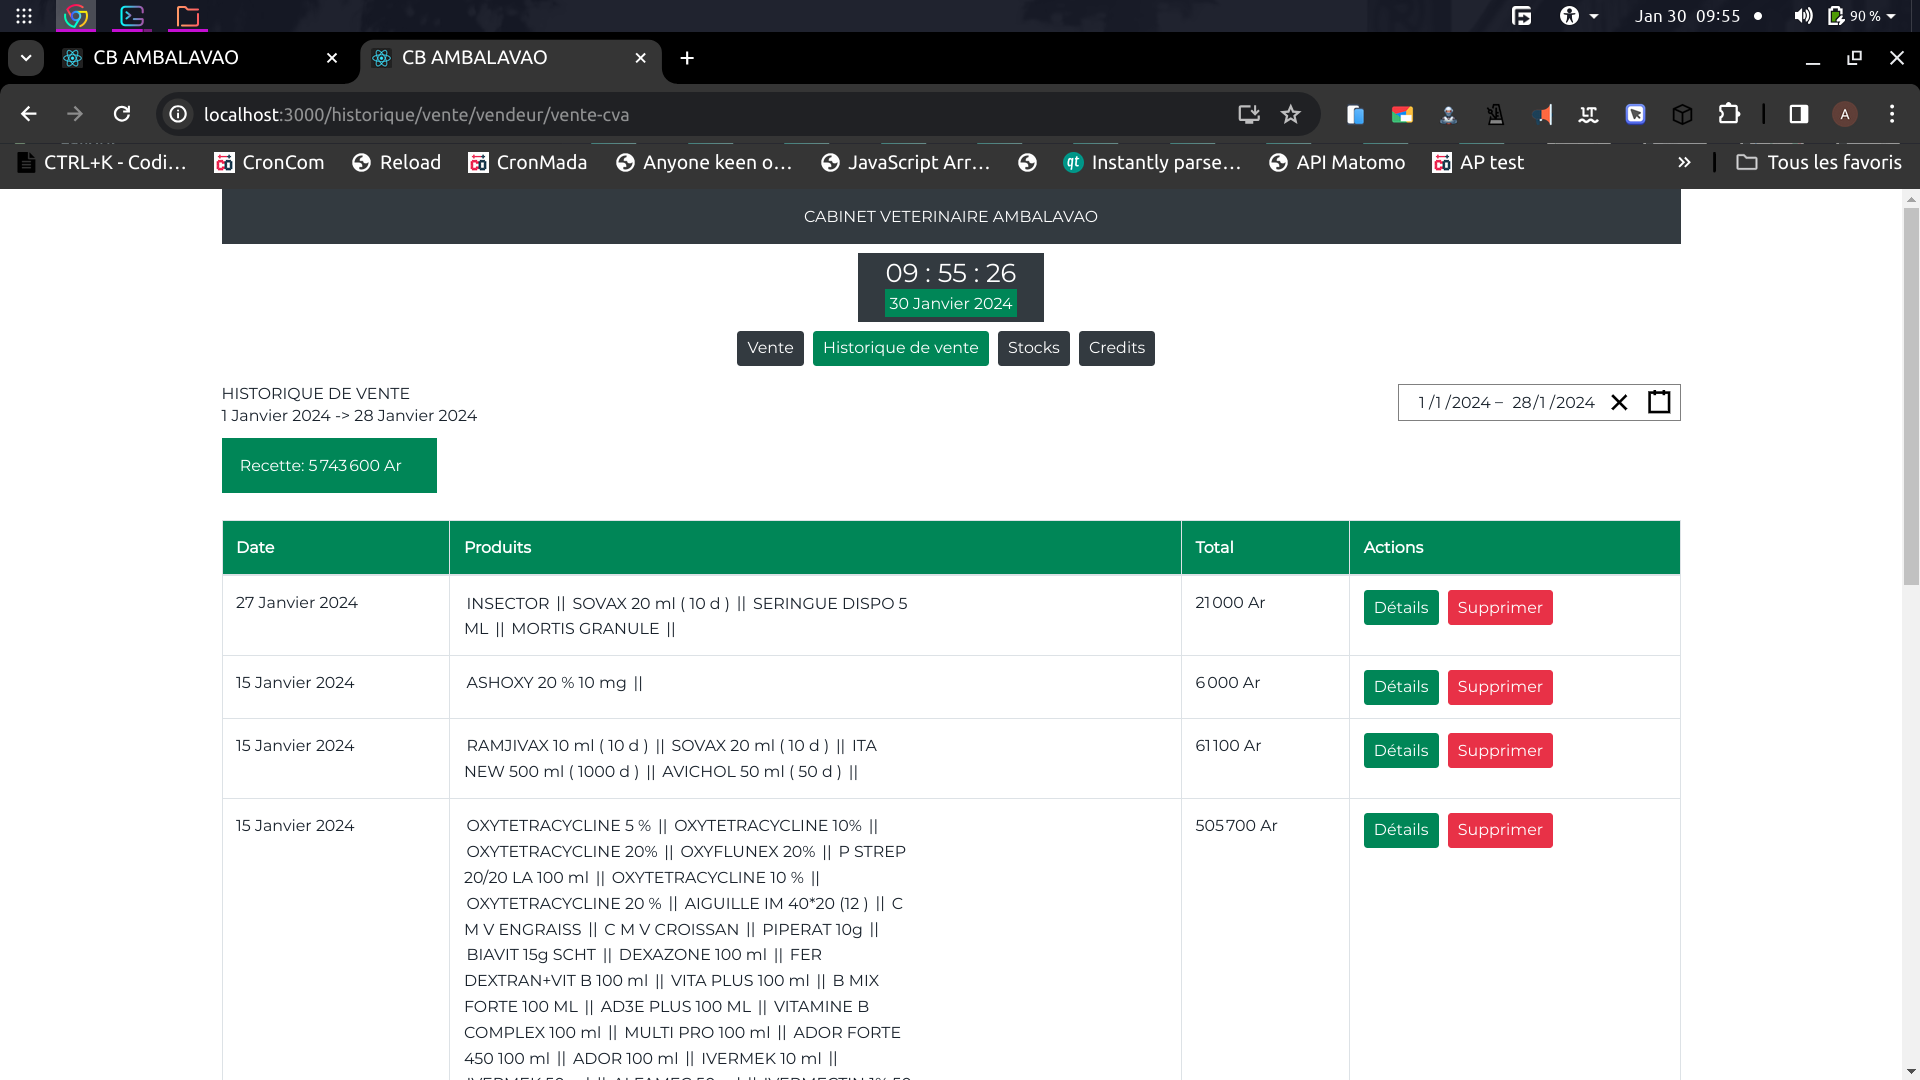 Jan 30 09:55
90 %
CB AMBALAVAO
CB AMBALAVAO
localhost:3000/historique/vente/vendeur/vente-cva
A
CTRL+K - Codi...
CronCom
Reload
CronMada
Anyone keen o...
JavaScript Arr...
Instantly parse...
API Matomo
AP test
Tous les favoris
CABINET VETERINAIRE AMBALAVAO
09 : 55 : 26
30 Janvier 2024
Vente
Historique de vente
Stocks
Credits
HISTORIQUE DE VENTE
1 Janvier 2024 -> 28 Janvier 2024
1 /1 /2024 – 28/1 /2024
Recette: 5 743 600 Ar
Date Produits Total Actions
27 Janvier 2024
INSECTOR || SOVAX 20 ml ( 10 d ) || SERINGUE DISPO 5
ML || MORTIS GRANULE ||
21 000 Ar
Détails Supprimer
15 Janvier 2024
ASHOXY 20 % 10 mg ||
6 000 Ar
Détails Supprimer
15 Janvier 2024
RAMJIVAX 10 ml ( 10 d ) || SOVAX 20 ml ( 10 d ) || ITA
NEW 500 ml ( 1000 d ) || AVICHOL 50 ml ( 50 d ) ||
61 100 Ar
Détails Supprimer
15 Janvier 2024
OXYTETRACYCLINE 5 % || OXYTETRACYCLINE 10% ||
OXYTETRACYCLINE 20% || OXYFLUNEX 20% || P STREP
20/20 LA 100 ml || OXYTETRACYCLINE 10 % ||
OXYTETRACYCLINE 20 % || AIGUILLE IM 40*20 (12 ) || C
M V ENGRAISS || C M V CROISSAN || PIPERAT 10g ||
BIAVIT 15g SCHT || DEXAZONE 100 ml || FER
DEXTRAN+VIT B 100 ml || VITA PLUS 100 ml || B MIX
FORTE 100 ML || AD3E PLUS 100 ML || VITAMINE B
COMPLEX 100 ml || MULTI PRO 100 ml || ADOR FORTE
450 100 ml || ADOR 100 ml || IVERMEK 10 ml ||
505 700 Ar
Détails Supprimer